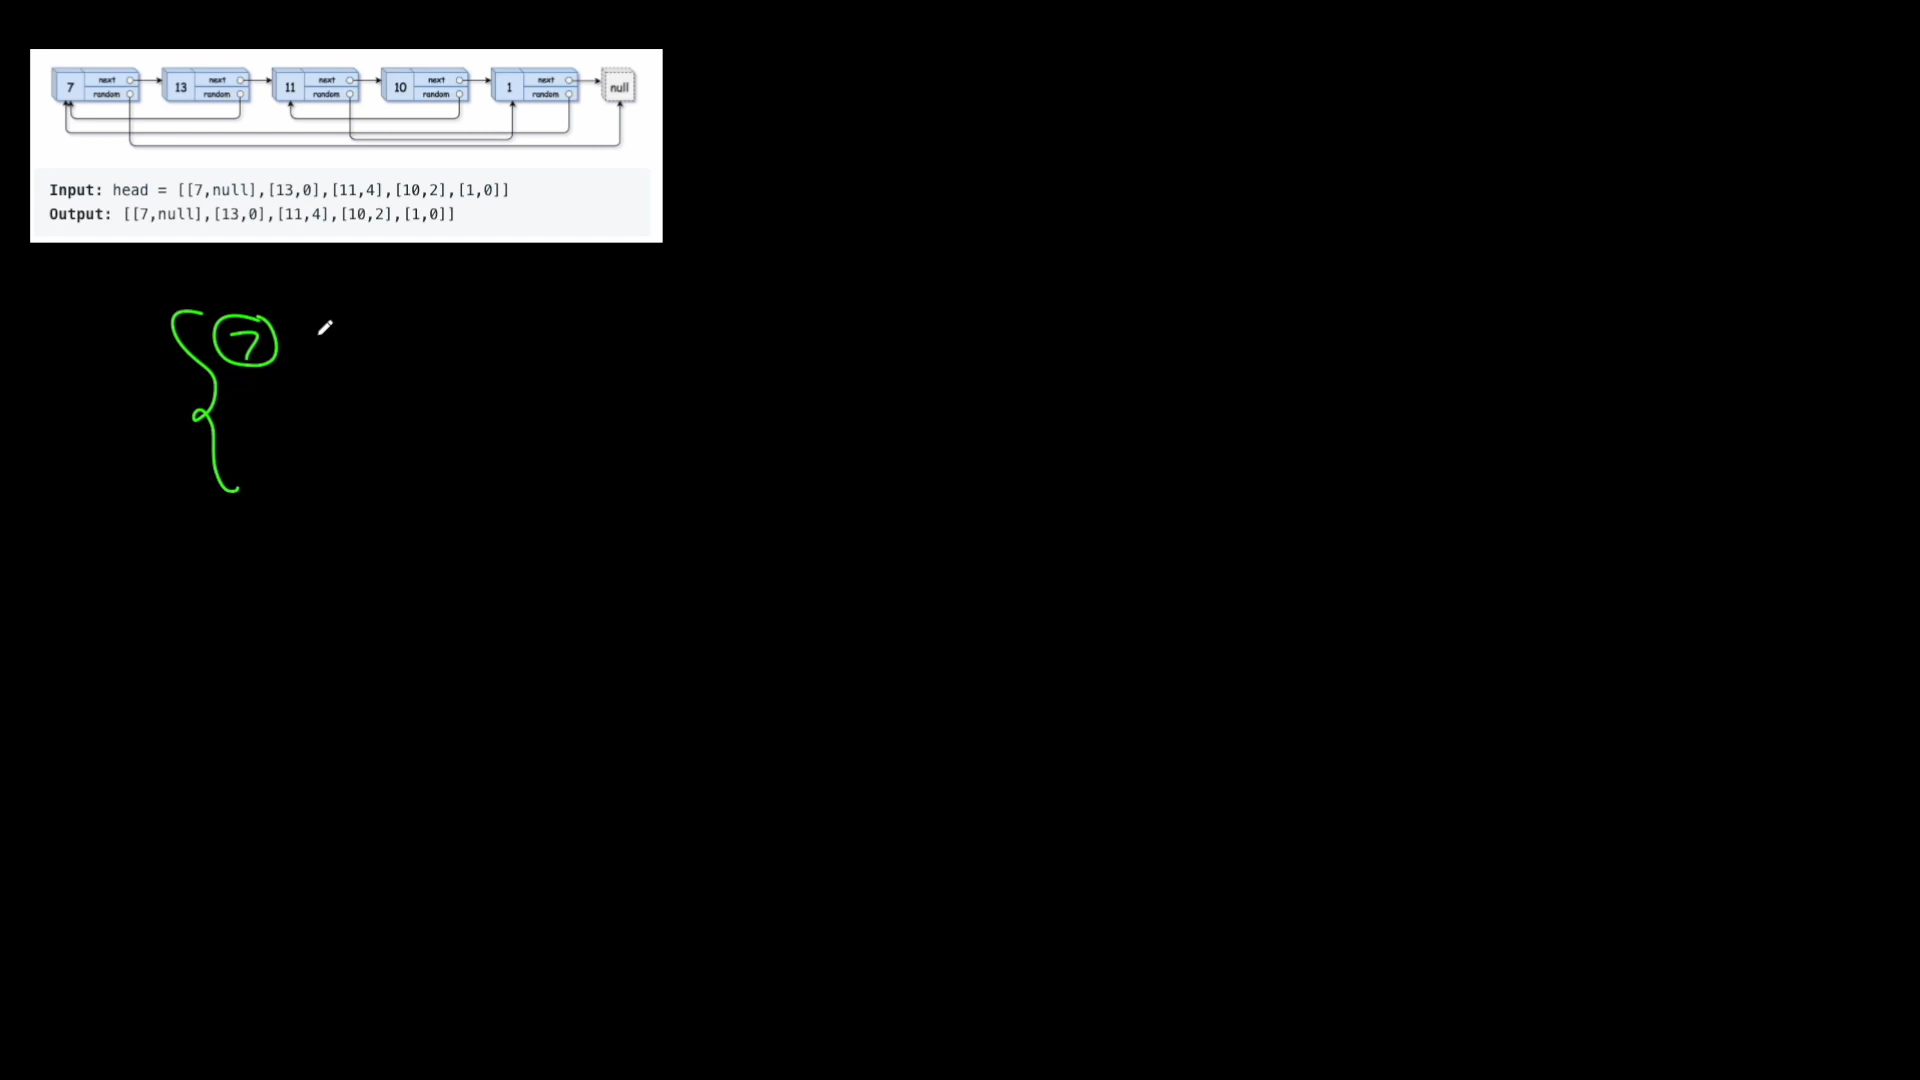 7 next random 13 next random 11 next random 10 next random 1 next random null
Input: head = [[7,null],[13,0],[11,4],[10,2],[1,0]]
Output: [[7,null],[13,0],[11,4],[10,2],[1,0]]
{ 7